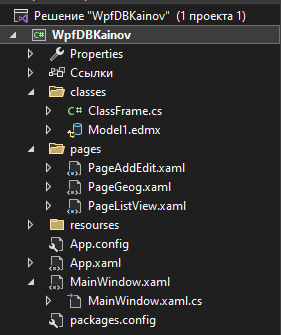 Решение "WpfDBKainov" (1 проекта )
WpfDBKainov
Properties
Ссылки
classes
ClassFrame.cs
Model1.edmx
pages
PageAddEdit.xaml
PageGeog.xaml
PageListView.xaml
resourses
App.config
App.xaml
MainWindow.xaml
MainWindow.xaml.cs
packages.config